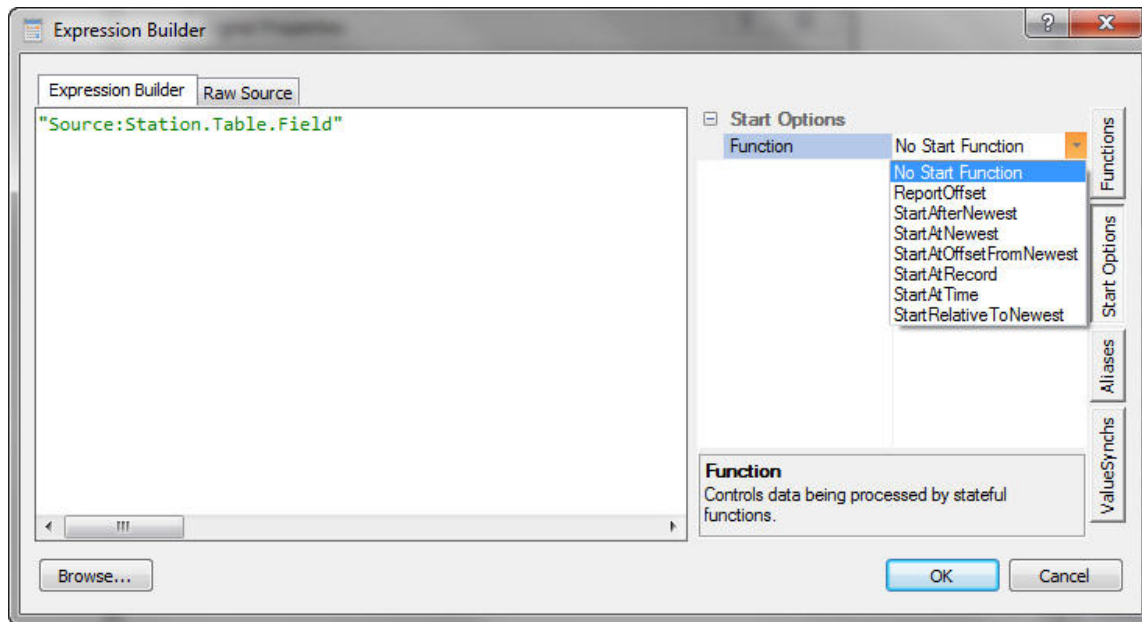 Expression Builder
?
X
Expression Builder
Raw Source
"Source:Station.Table.Field"
Start Options
Function
No Start Function
No Start Function
ReportOffset
StartAfterNewest
StartAtNewest
StartAtOffsetFromNewest
StartAtRecord
StartAtTime
StartRelativeToNewest
Functions
Start Options
Aliases
ValueSynchs
Function
Controls data being processed by stateful
functions.
Browse...
OK
Cancel